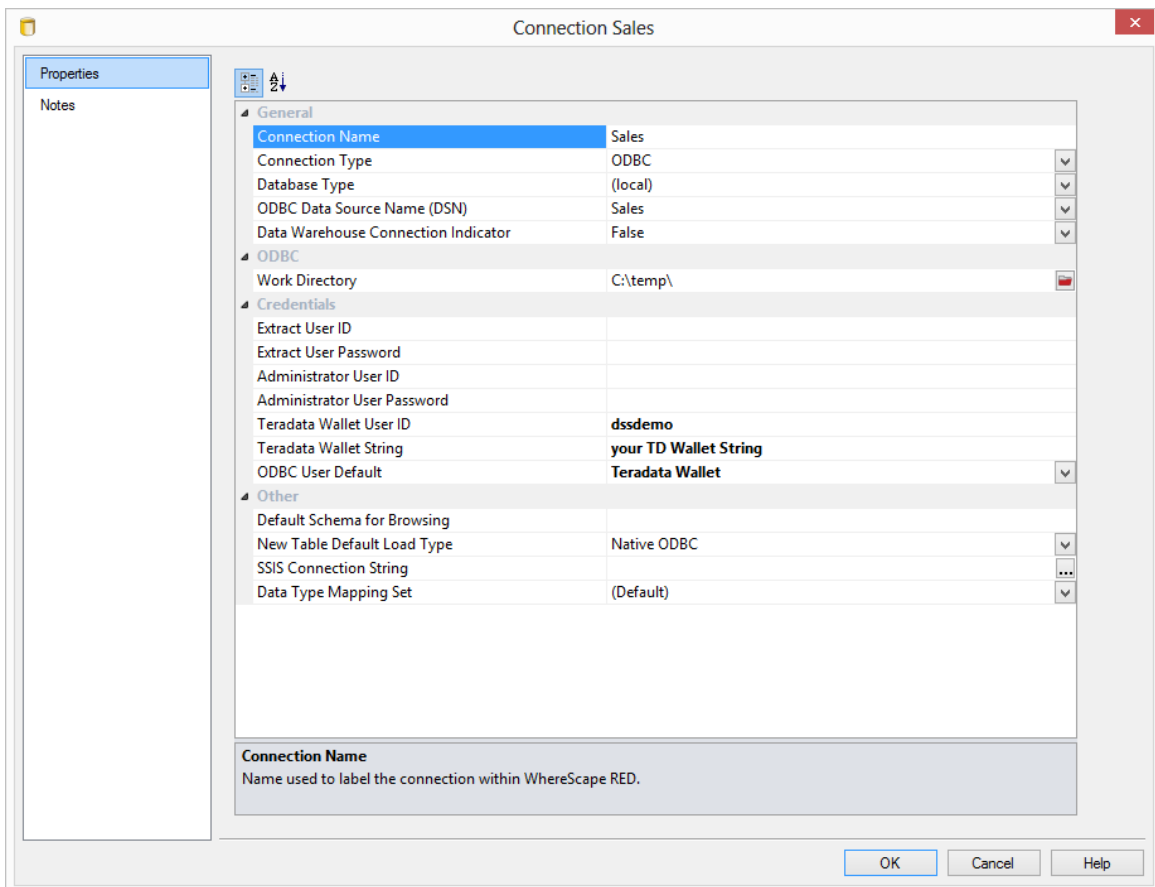 Connection Sales
Properties
Notes
General
Connection Name Sales
Connection Type ODBC
Database Type (local)
ODBC Data Source Name (DSN) Sales
Data Warehouse Connection Indicator False
ODBC
Work Directory C:\temp\
Credentials
Extract User ID
Extract User Password
Administrator User ID
Administrator User Password
Teradata Wallet User ID dssdemo
Teradata Wallet String your TD Wallet String
ODBC User Default Teradata Wallet
Other
Default Schema for Browsing
New Table Default Load Type Native ODBC
SSIS Connection String ...
Data Type Mapping Set (Default)
Connection Name
Name used to label the connection within WhereScape RED.
OK Cancel Help